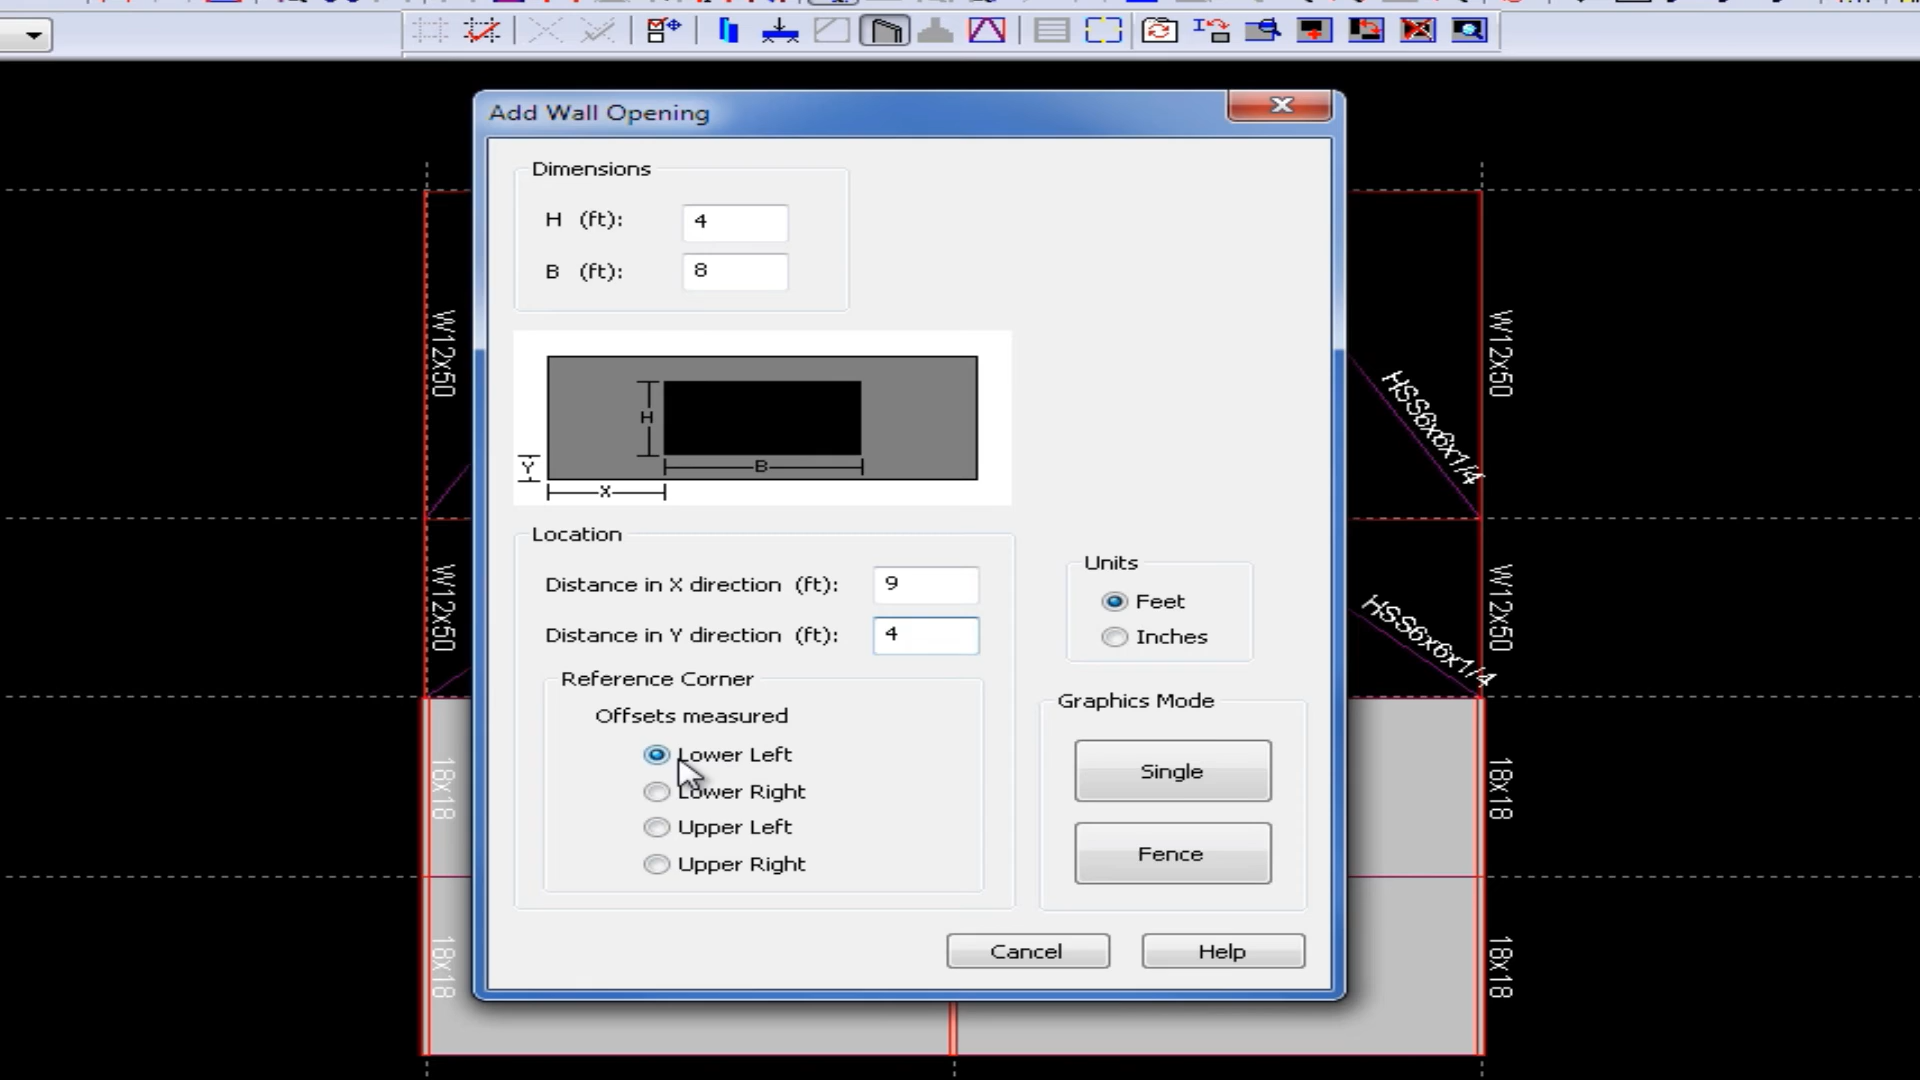 Add Wall Opening
Dimensions
H (ft): 4
B (ft): 8
H
B
Y
X
Location
Distance in X direction (ft): 9
Distance in Y direction (ft): 4
Reference Corner
Offsets measured
Lower Left
Lower Right
Upper Left
Upper Right
Units
Feet
Inches
Graphics Mode
Single
Fence
Cancel
Help
W12x50
W12x50
18x18
18x18
W12x50
HSS6x6x1/4
W12x50
HSS6x6x1/4
18x18
18x18